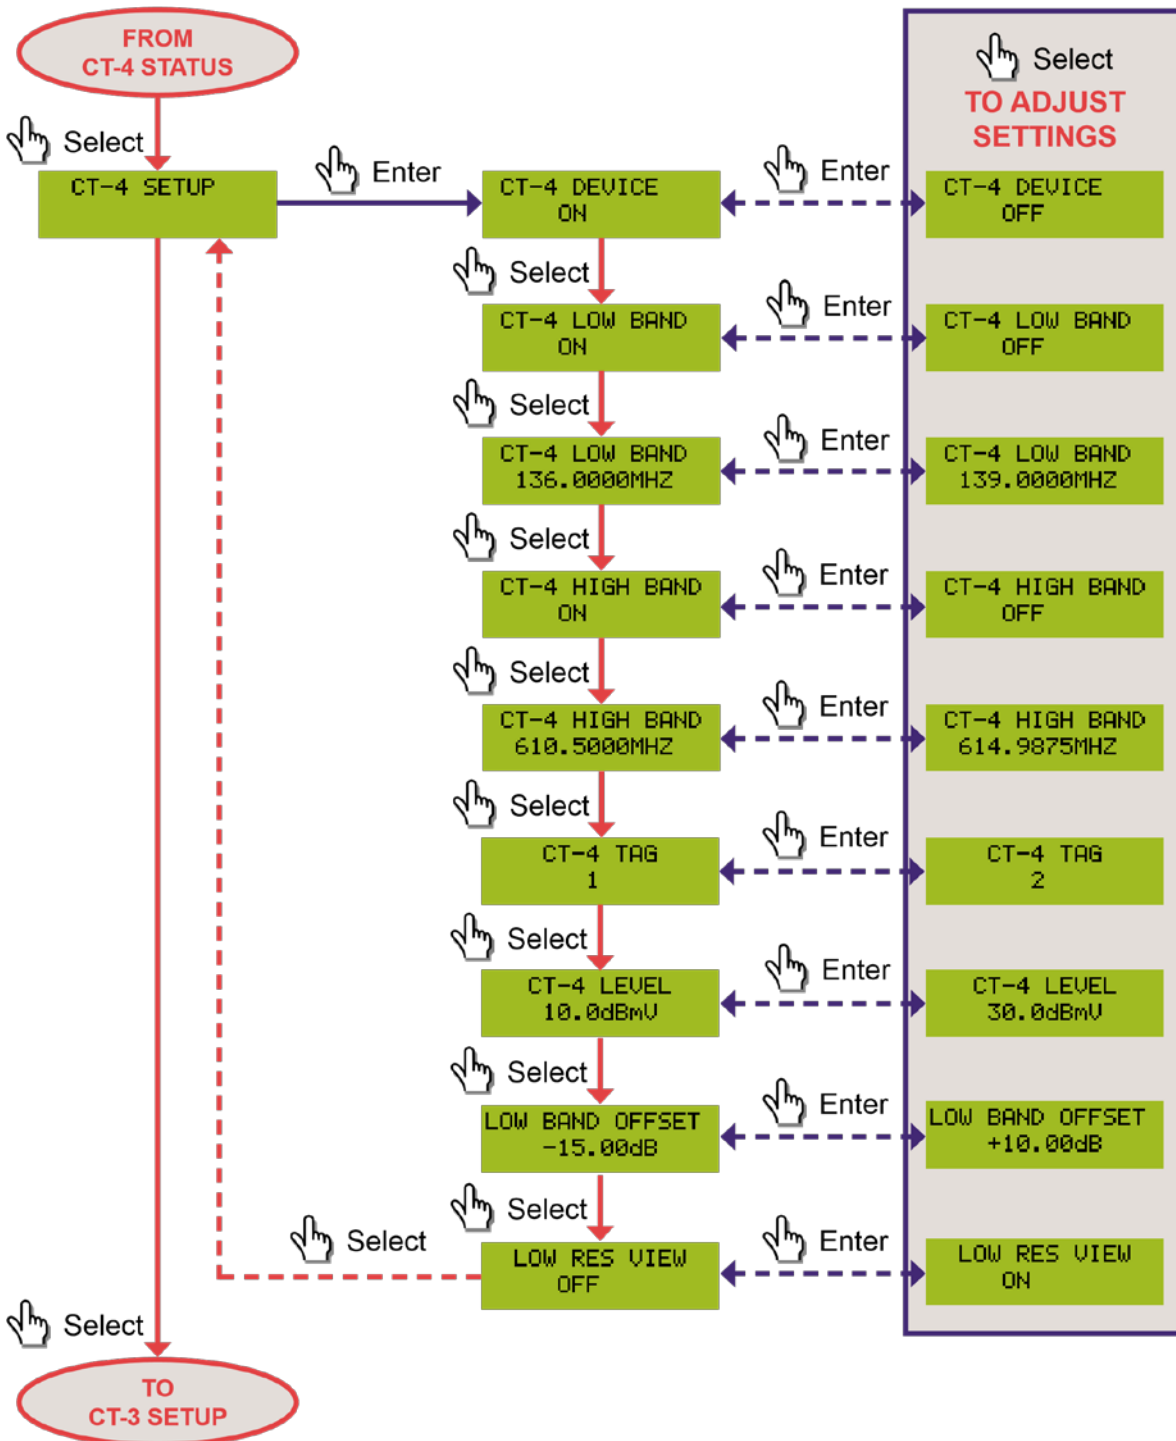 FROM
CT-4 STATUS
Select
TO ADJUST
SETTINGS
Select
CT-4 SETUP
Enter
CT-4 DEVICE
ON
Enter
CT-4 DEVICE
OFF
Select
CT-4 LOW BAND
ON
Enter
CT-4 LOW BAND
OFF
Select
CT-4 LOW BAND
136.0000MHZ
Enter
CT-4 LOW BAND
139.0000MHZ
Select
CT-4 HIGH BAND
ON
Enter
CT-4 HIGH BAND
OFF
Select
CT-4 HIGH BAND
610.5000MHZ
Enter
CT-4 HIGH BAND
614.9875MHZ
Select
CT-4 TAG
1
Enter
CT-4 TAG
2
Select
CT-4 LEVEL
10.0dBmV
Enter
CT-4 LEVEL
30.0dBmV
Select
LOW BAND OFFSET
-15.00dB
Enter
LOW BAND OFFSET
+10.00dB
Select
LOW RES VIEW
OFF
Enter
LOW RES VIEW
ON
Select
Select
TO
CT-3 SETUP